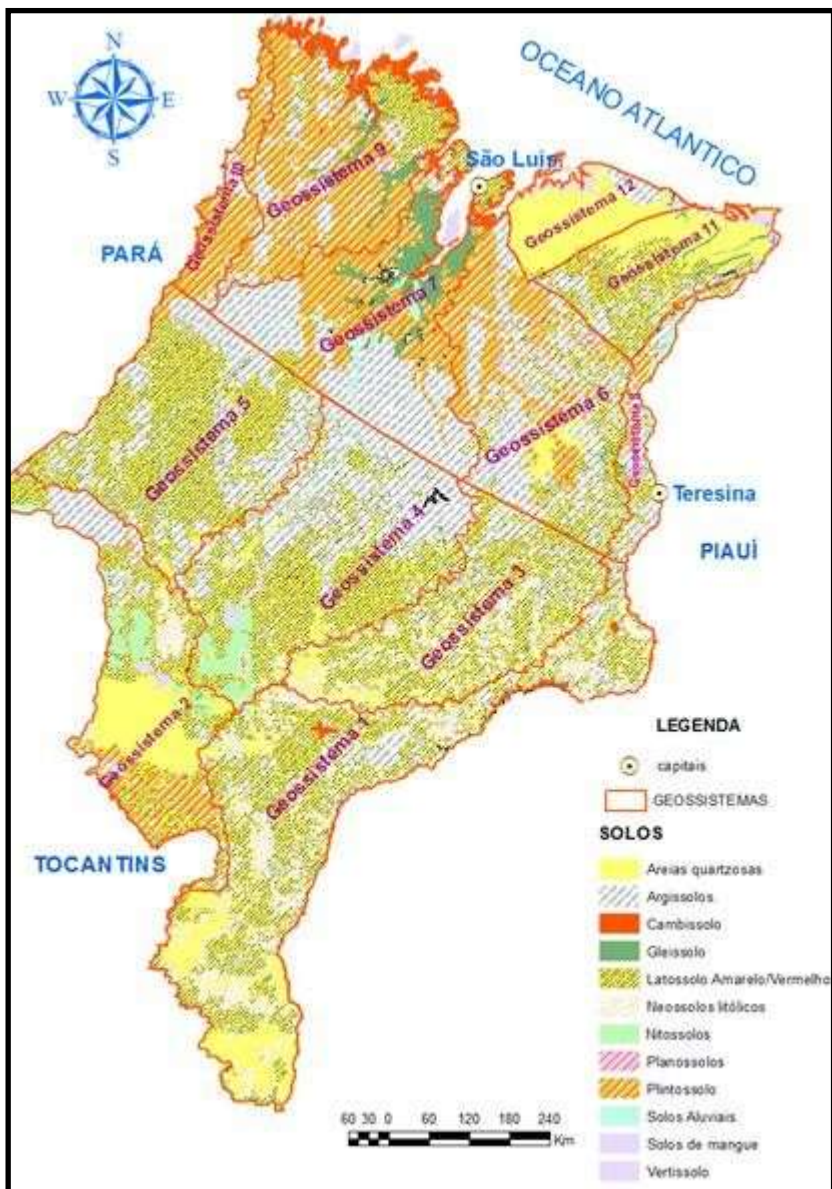 N
W
E
S
OCEANO ATLANTICO
São Luis
PARÁ
Geossistema 9
Geossistema 10
Geossistema 12
Geossistema 11
Geossistema 7
Geossistema 5
Geossistema 6
Geossistema 8
Geossistema 4
Teresina
PIAUÌ
Geossistema 3
Geossistema 2
Geossistema 1
TOCANTINS
LEGENDA
capitais
GEOSSISTEMAS
SOLOS
Areias quartzosas
Argissolos
Cambissolo
Gleissolo
Latossolo Amarelo/Vermelho
Neossolos litólicos
Nitossolos
Planossolos
Plintossolo
Solos Aluviais
Solos de mangue
Vertissolo
60 30 0 60 120 180 240
Km